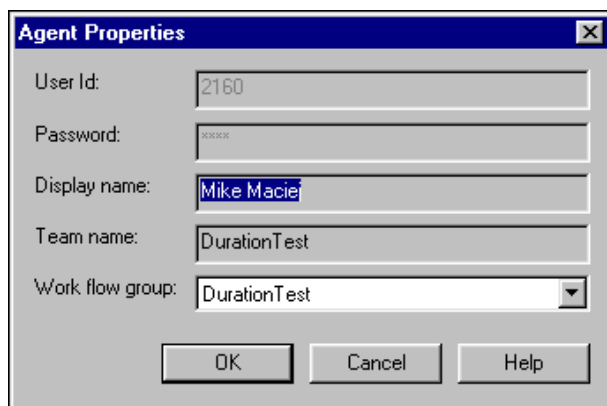 Agent Properties
User Id: 2160
Password: ****
Display name: Mike Maciej
Team name: DurationTest
Work flow group: DurationTest
OK Cancel Help